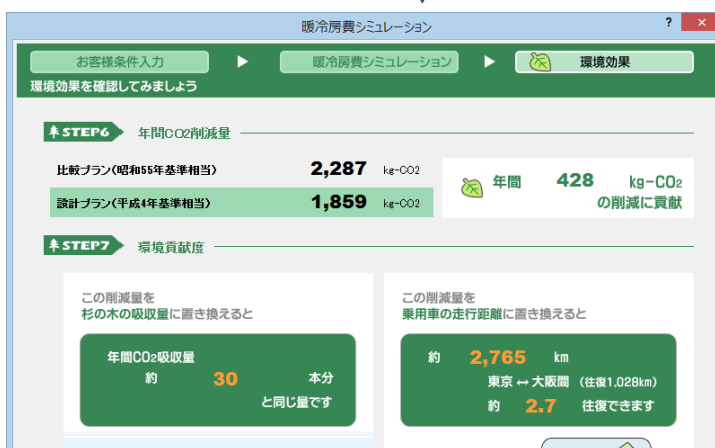 暖冷房費シミュレーション
? ×
お客様条件入力 ▶ 暖冷房費シミュレーション ▶ 環境効果
環境効果を確認してみましょう
STEP6 年間CO2削減量
比較プラン(昭和55年基準相当) 2,287 kg-CO2
設計プラン(平成4年基準相当) 1,859 kg-CO2
年間 428 kg-CO2
の削減に貢献
STEP7 環境貢献度
この削減量を
杉の木の吸収量に置き換えると
年間CO2吸収量
約 30 本分
と同じ量です
この削減量を
乗用車の走行距離に置き換えると
約 2,765 km
東京 ↔ 大阪間 (往復1,028km)
約 2.7 往復できます